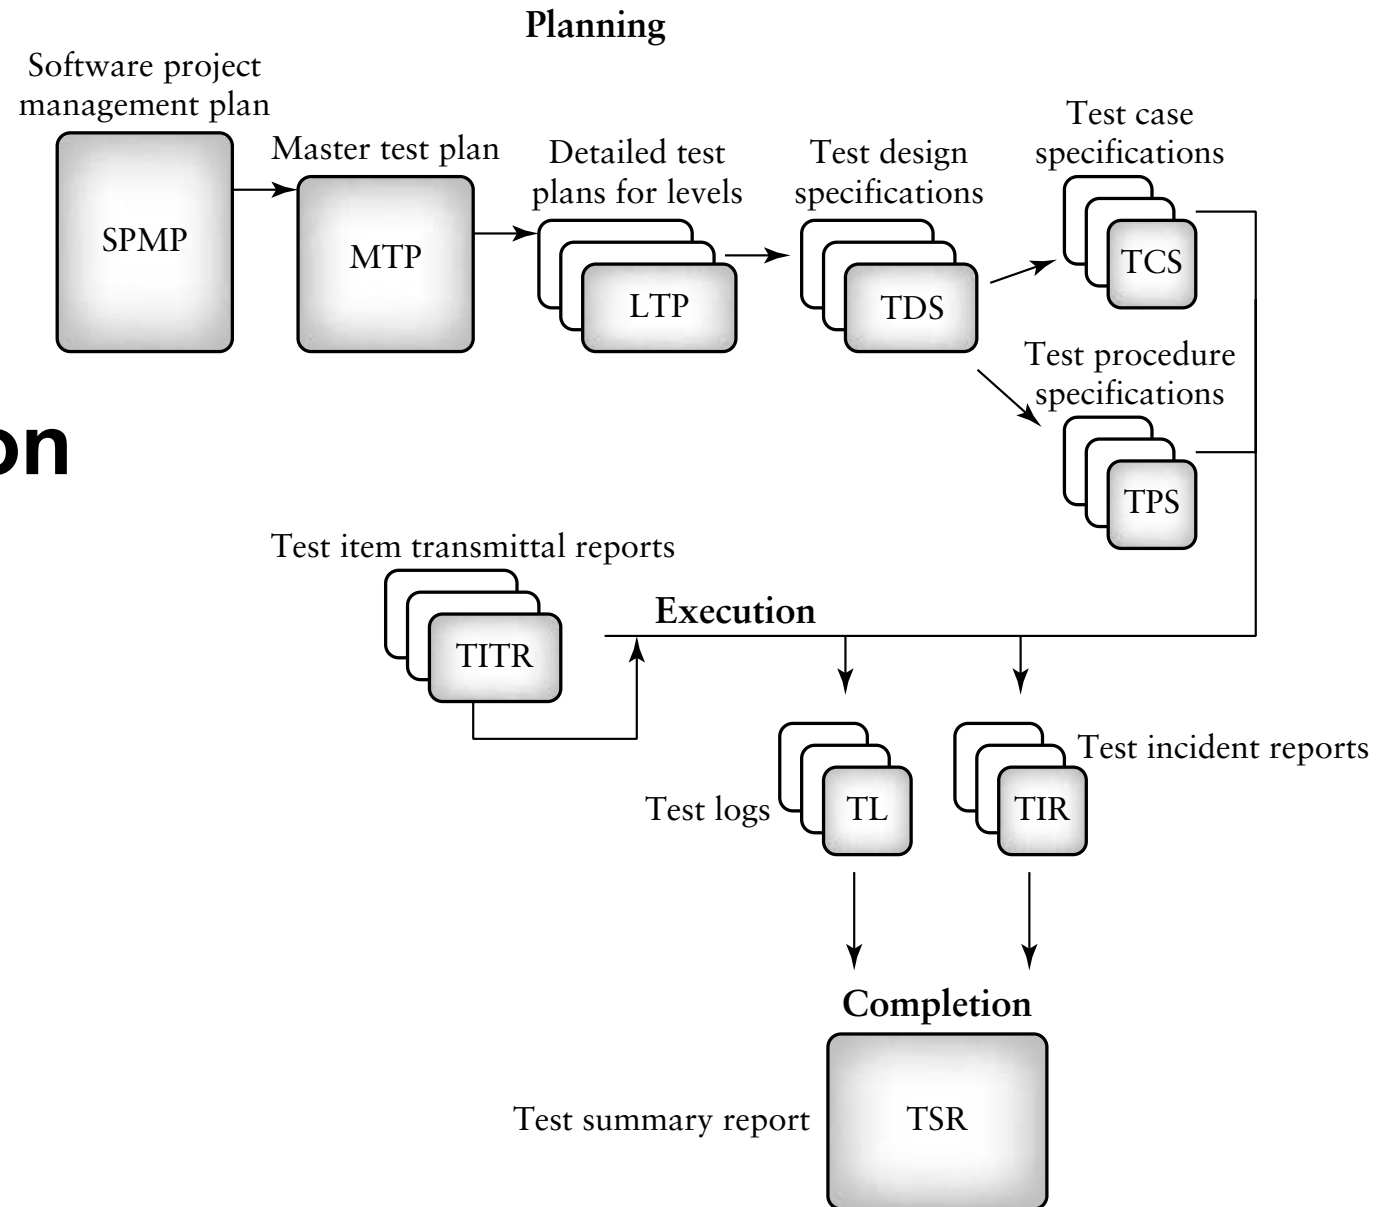 Planning
Software project
management plan
SPMP
Master test plan
MTP
Detailed test
plans for levels
LTP
Test design
specifications
TDS
Test case
specifications
TCS
Test procedure
specifications
TPS
on
Test item transmittal reports
TITR
Execution
Test logs
TL
TIR
Test incident reports
Completion
Test summary report
TSR